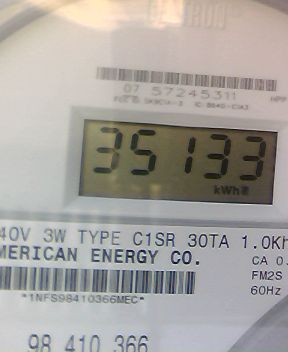 07 57245311
35133
kWh
40V 3W TYPE C1SR 30TA 1.0Kh
MERICAN ENERGY CO.
CA 0.
FM2S
*1NFS98410366MEC*
60Hz
98 410 366